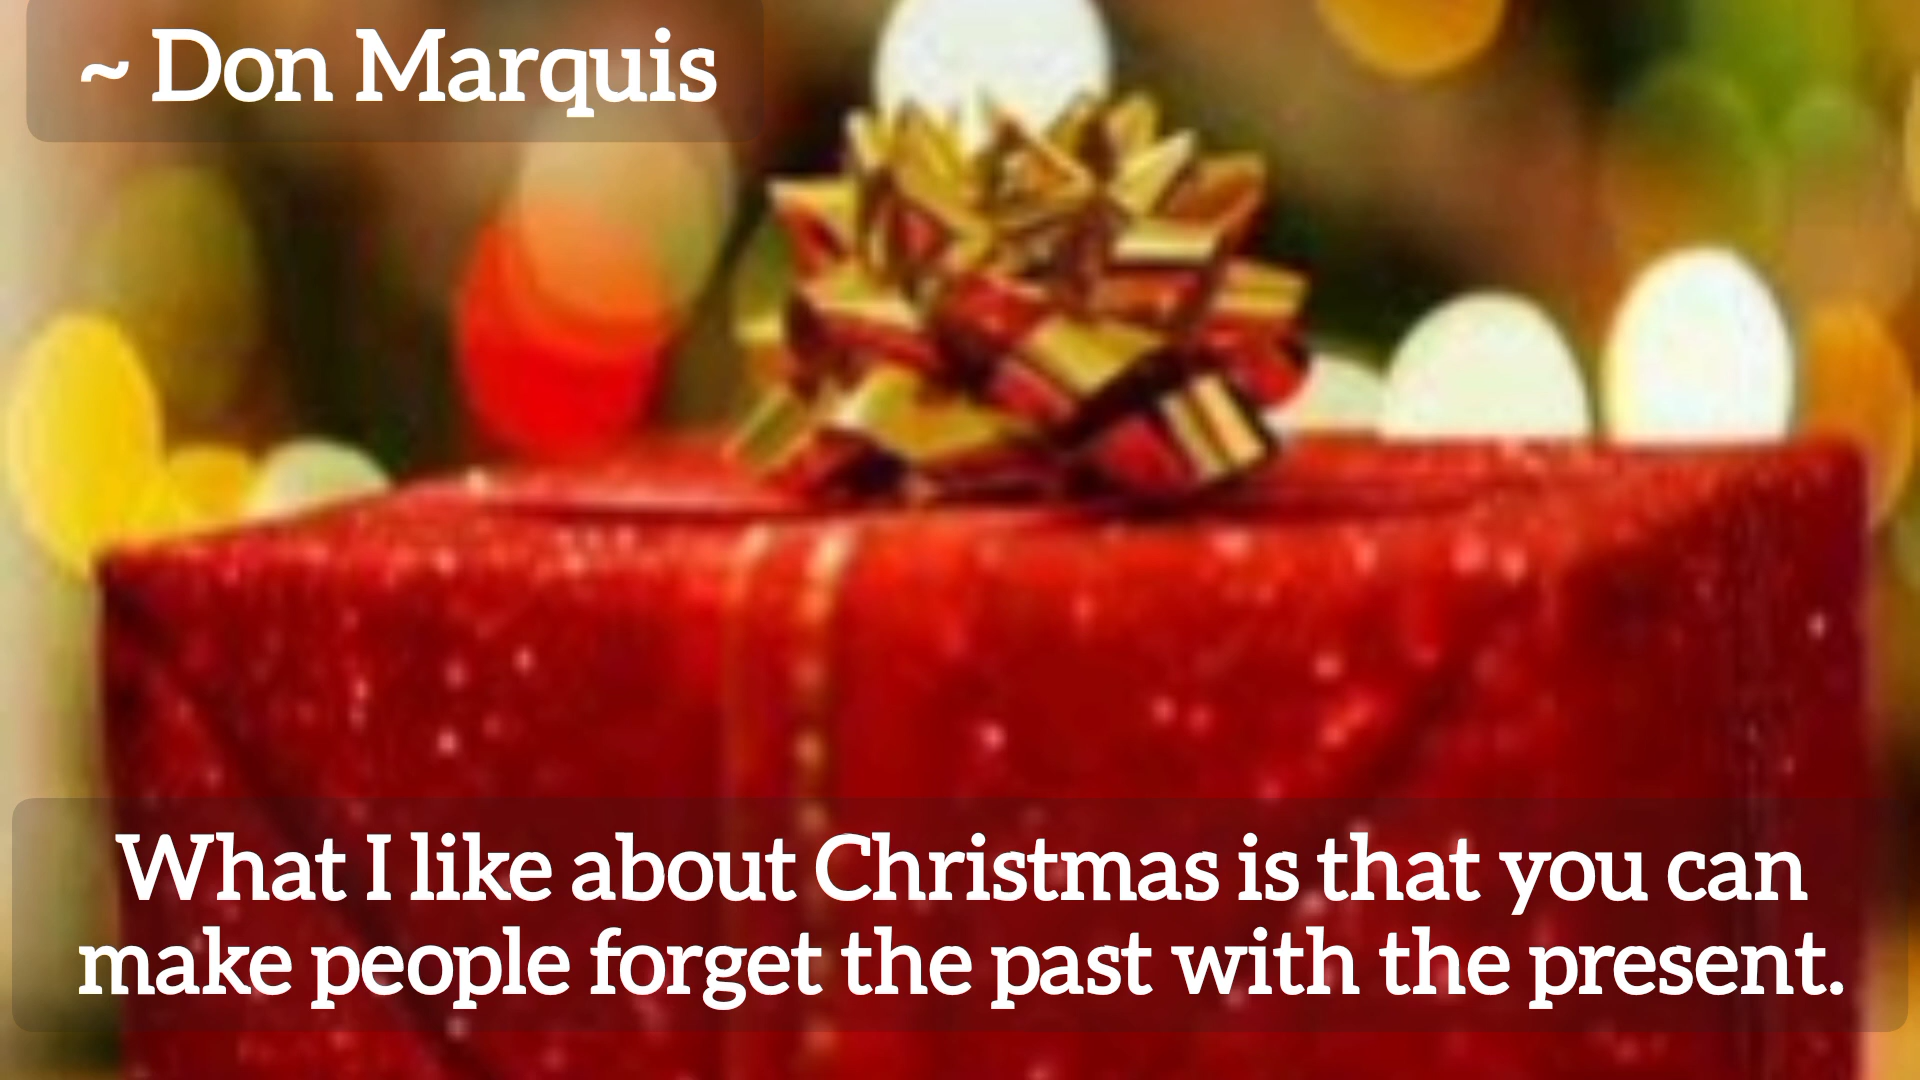 ~ Don Marquis
What I like about Christmas is that you can
make people forget the past with the present.